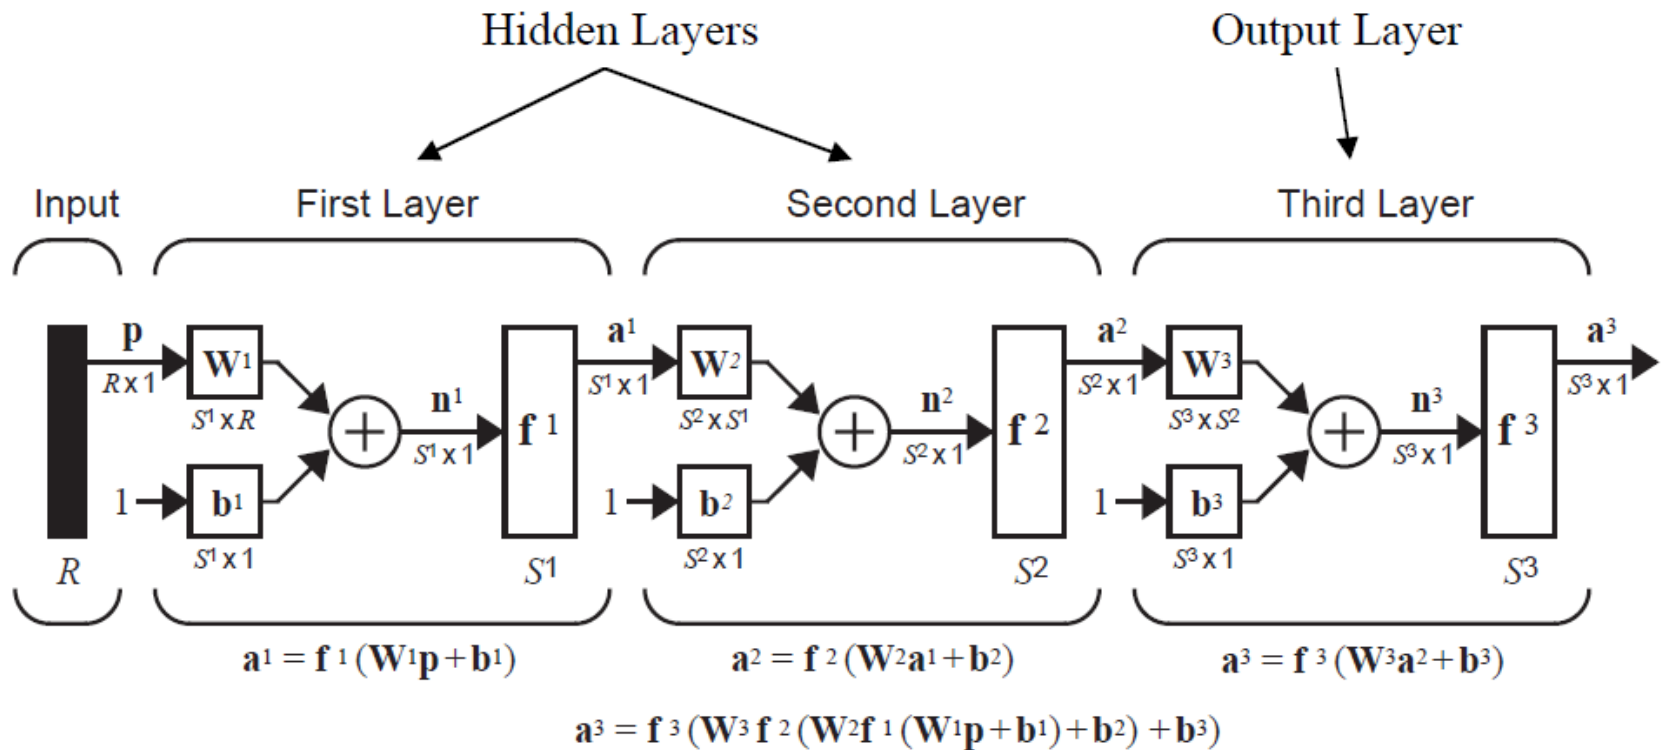 Hidden Layers Output Layer
Input First Layer Second Layer Third Layer
p a¹ a² a³
W¹ W² W³
R x 1 S¹ x 1 S² x 1 S³ x 1
n¹ n² n³
S¹ x R S² x S¹ S³ x S²
+ f 1 + f 2 + f 3
S¹ x 1 S² x 1 S³ x 1
1 b¹ 1 b² 1 b³
S¹ x 1 S² x 1 S³ x 1
R S¹ S² S³
a¹ = f ¹ (W¹p + b¹) a² = f ² (W²a¹ + b²) a³ = f ³ (W³a² + b³)
a³ = f ³ (W³ f ² (W²f ¹ (W¹p + b¹) + b²) + b³)